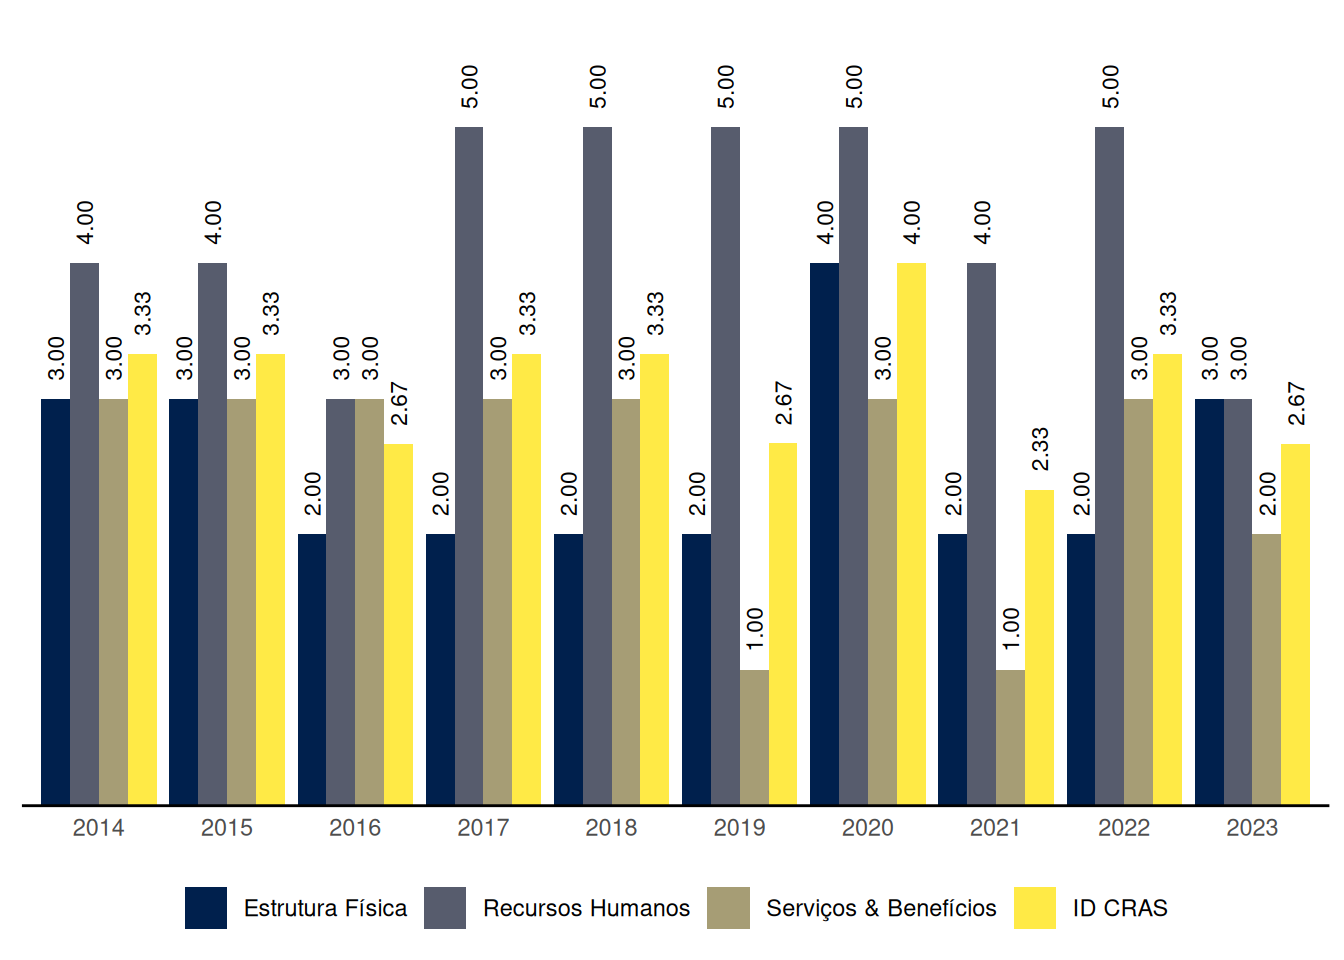 5.00 5.00 5.00 5.00 5.00
4.00 4.00 4.00 4.00 4.00
3.33 3.33 3.33 3.33 3.33
3.00 3.00 3.00 3.00 3.00 3.00 3.00 3.00 3.00 3.00 3.00 3.00
2.67 2.67 2.67
2.33
2.00 2.00 2.00 2.00 2.00 2.00 2.00
1.00 1.00
2014 2015 2016 2017 2018 2019 2020 2021 2022 2023
Estrutura Física Recursos Humanos Serviços & Benefícios ID CRAS